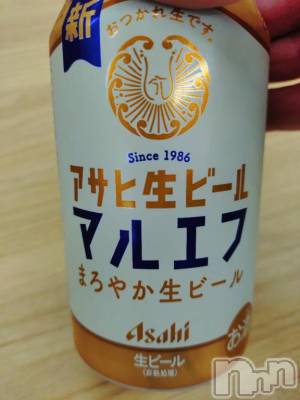 新
おつかれ生です。
Since 1986
アサヒ生ビール
マルエフ
まろやか生ビール
Asahi
お酒
生ビール
(非熱処理)